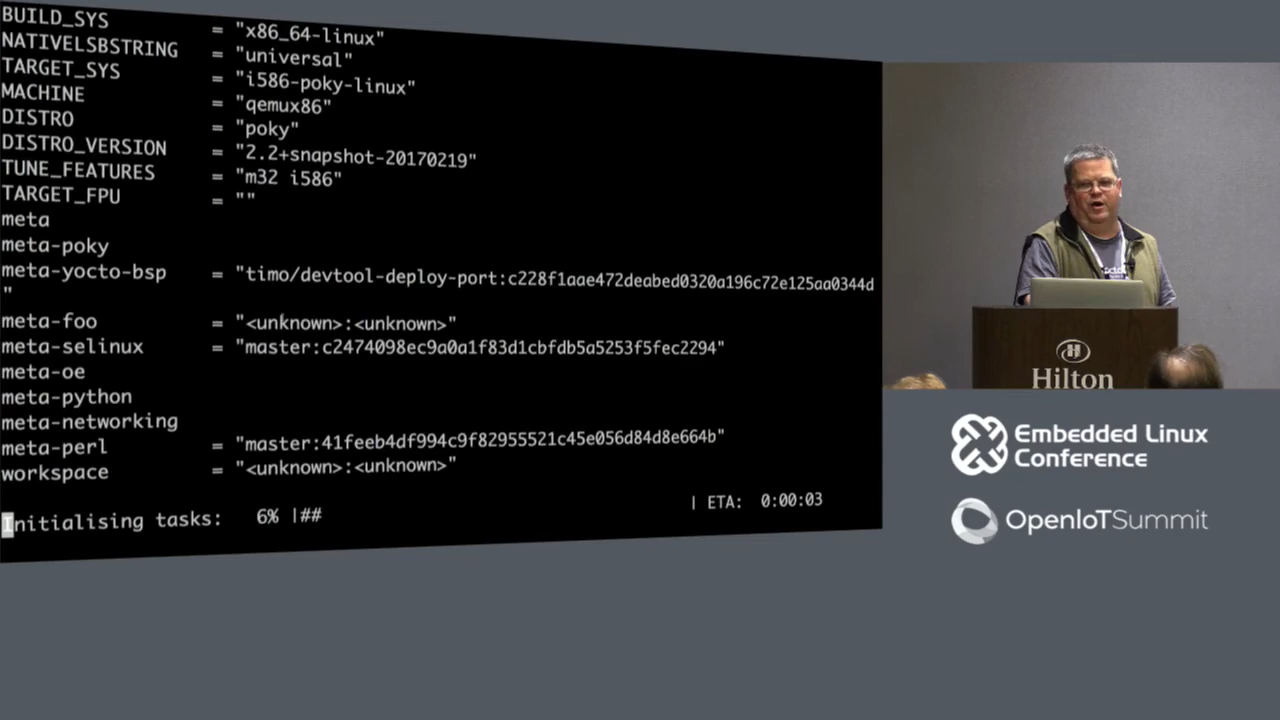 BUILD_SYS = "x86_64-linux"
NATIVELSBSTRING = "universal"
TARGET_SYS = "i586-poky-linux"
MACHINE = "qemux86"
DISTRO = "poky"
DISTRO_VERSION = "2.2+snapshot-20170219"
TUNE_FEATURES = "m32 i586"
TARGET_FPU = ""
meta
meta-poky
meta-yocto-bsp = "timo/devtool-deploy-port:c228f1aae472deabed0320a196c72e125aa0344d
"
meta-foo = "<unknown>:<unknown>"
meta-selinux = "master:c2474098ec9a0a1f83d1cbfdb5a5253f5fec2294"
meta-oe
meta-python
meta-networking
meta-perl = "master:41feeb4df994c9f82955521c45e056d84d8e664b"
workspace = "<unknown>:<unknown>"
Initialising tasks: 6% |## | ETA: 0:00:03
Hilton
Embedded Linux
Conference
OpenIoTSummit